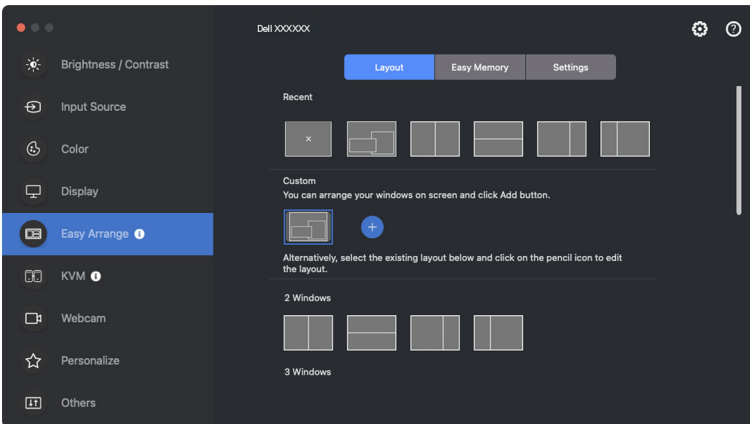 Dell XXXXXX
Brightness / Contrast
Input Source
Color
Display
Easy Arrange
KVM
Webcam
Personalize
Others
Layout
Easy Memory
Settings
Recent
Custom
You can arrange your windows on screen and click Add button.
Alternatively, select the existing layout below and click on the pencil icon to edit
the layout.
2 Windows
3 Windows